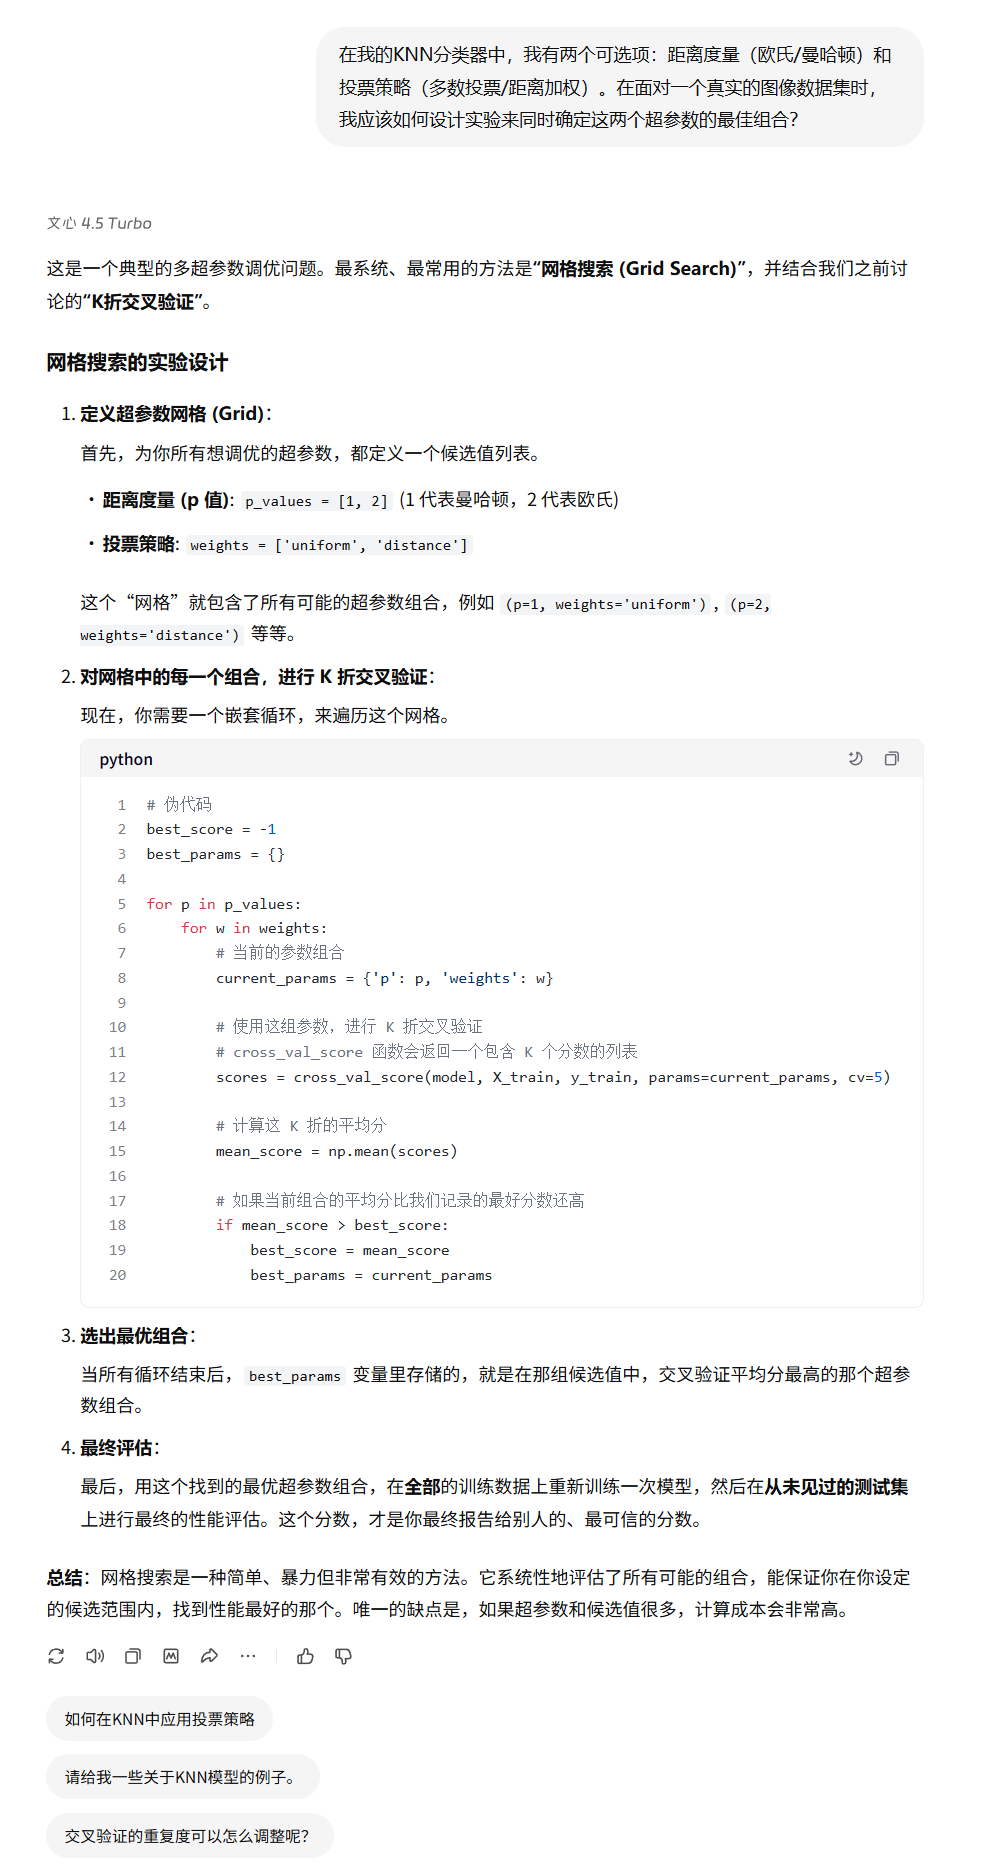 在我的KNN分类器中，我有两个可选项：距离度量（欧氏/曼哈顿）和
投票策略（多数投票/距离加权）。在面对一个真实的图像数据集时，
我应该如何设计实验来同时确定这两个超参数的最佳组合？
文心 4.5 Turbo
这是一个典型的多超参数调优问题。最系统、最常用的方法是“网格搜索 (Grid Search)”，并结合我们之前讨
论的“K折交叉验证”。
网格搜索的实验设计
1. 定义超参数网格 (Grid)：
首先，为你所有想调优的超参数，都定义一个候选值列表。
• 距离度量 (p 值): p_values = [1, 2] (1 代表曼哈顿，2 代表欧氏)
• 投票策略: weights = ['uniform', 'distance']
这个“网格”就包含了所有可能的超参数组合，例如 (p=1, weights='uniform')，(p=2,
weights='distance') 等等。
2. 对网格中的每一个组合，进行 K 折交叉验证：
现在，你需要一个嵌套循环，来遍历这个网格。
python
1 # 伪代码
2 best_score = -1
3 best_params = {}
4
5 for p in p_values:
6     for w in weights:
7         # 当前的参数组合
8         current_params = {'p': p, 'weights': w}
9
10         # 使用这组参数，进行 K 折交叉验证
11         # cross_val_score 函数会返回一个包含 K 个分数的列表
12         scores = cross_val_score(model, X_train, y_train, params=current_params, cv=5)
13
14         # 计算这 K 折的平均分
15         mean_score = np.mean(scores)
16
17         # 如果当前组合的平均分比我们记录的最好分数还高
18         if mean_score > best_score:
19             best_score = mean_score
20             best_params = current_params
3. 选出最优组合：
当所有循环结束后，best_params 变量里存储的，就是在那组候选值中，交叉验证平均分最高的那个超参
数组合。
4. 最终评估：
最后，用这个找到的最优超参数组合，在全部的训练数据上重新训练一次模型，然后在从未见过的测试集
上进行最终的性能评估。这个分数，才是你最终报告给别人的、最可信的分数。
总结：网格搜索是一种简单、暴力但非常有效的方法。它系统性地评估了所有可能的组合，能保证你在你设定
的候选范围内，找到性能最好的那个。唯一的缺点是，如果超参数和候选值很多，计算成本会非常高。
如何在KNN中应用投票策略
请给我一些关于KNN模型的例子。
交叉验证的重复度可以怎么调整呢？